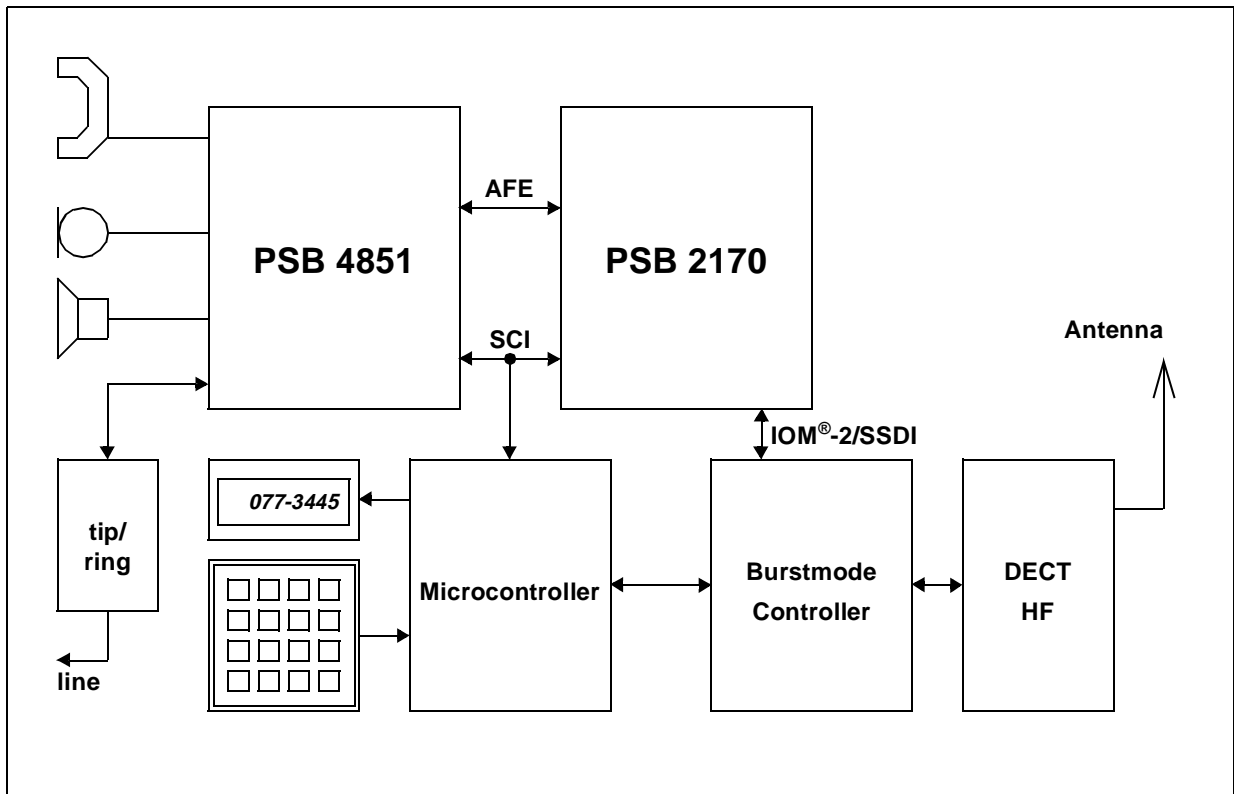 AFE
PSB 4851
PSB 2170
SCI
Antenna
IOM®-2/SSDI
077-3445
tip/
ring
Microcontroller
Burstmode
Controller
DECT
HF
line